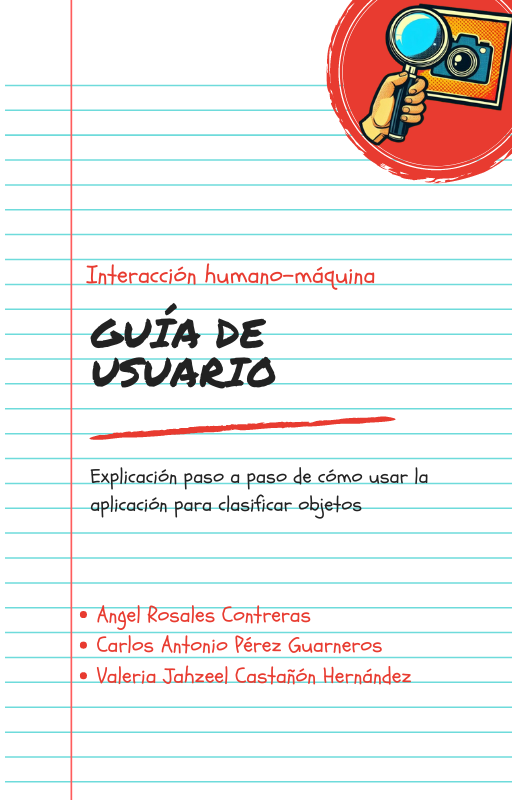 Interacción humano-máquina
GUÍA DE
USUARIO
Explicación paso a paso de cómo usar la
aplicación para clasificar objetos
• Angel Rosales Contreras
• Carlos Antonio Pérez Guarneros
• Valeria Jahzeel Castañón Hernández